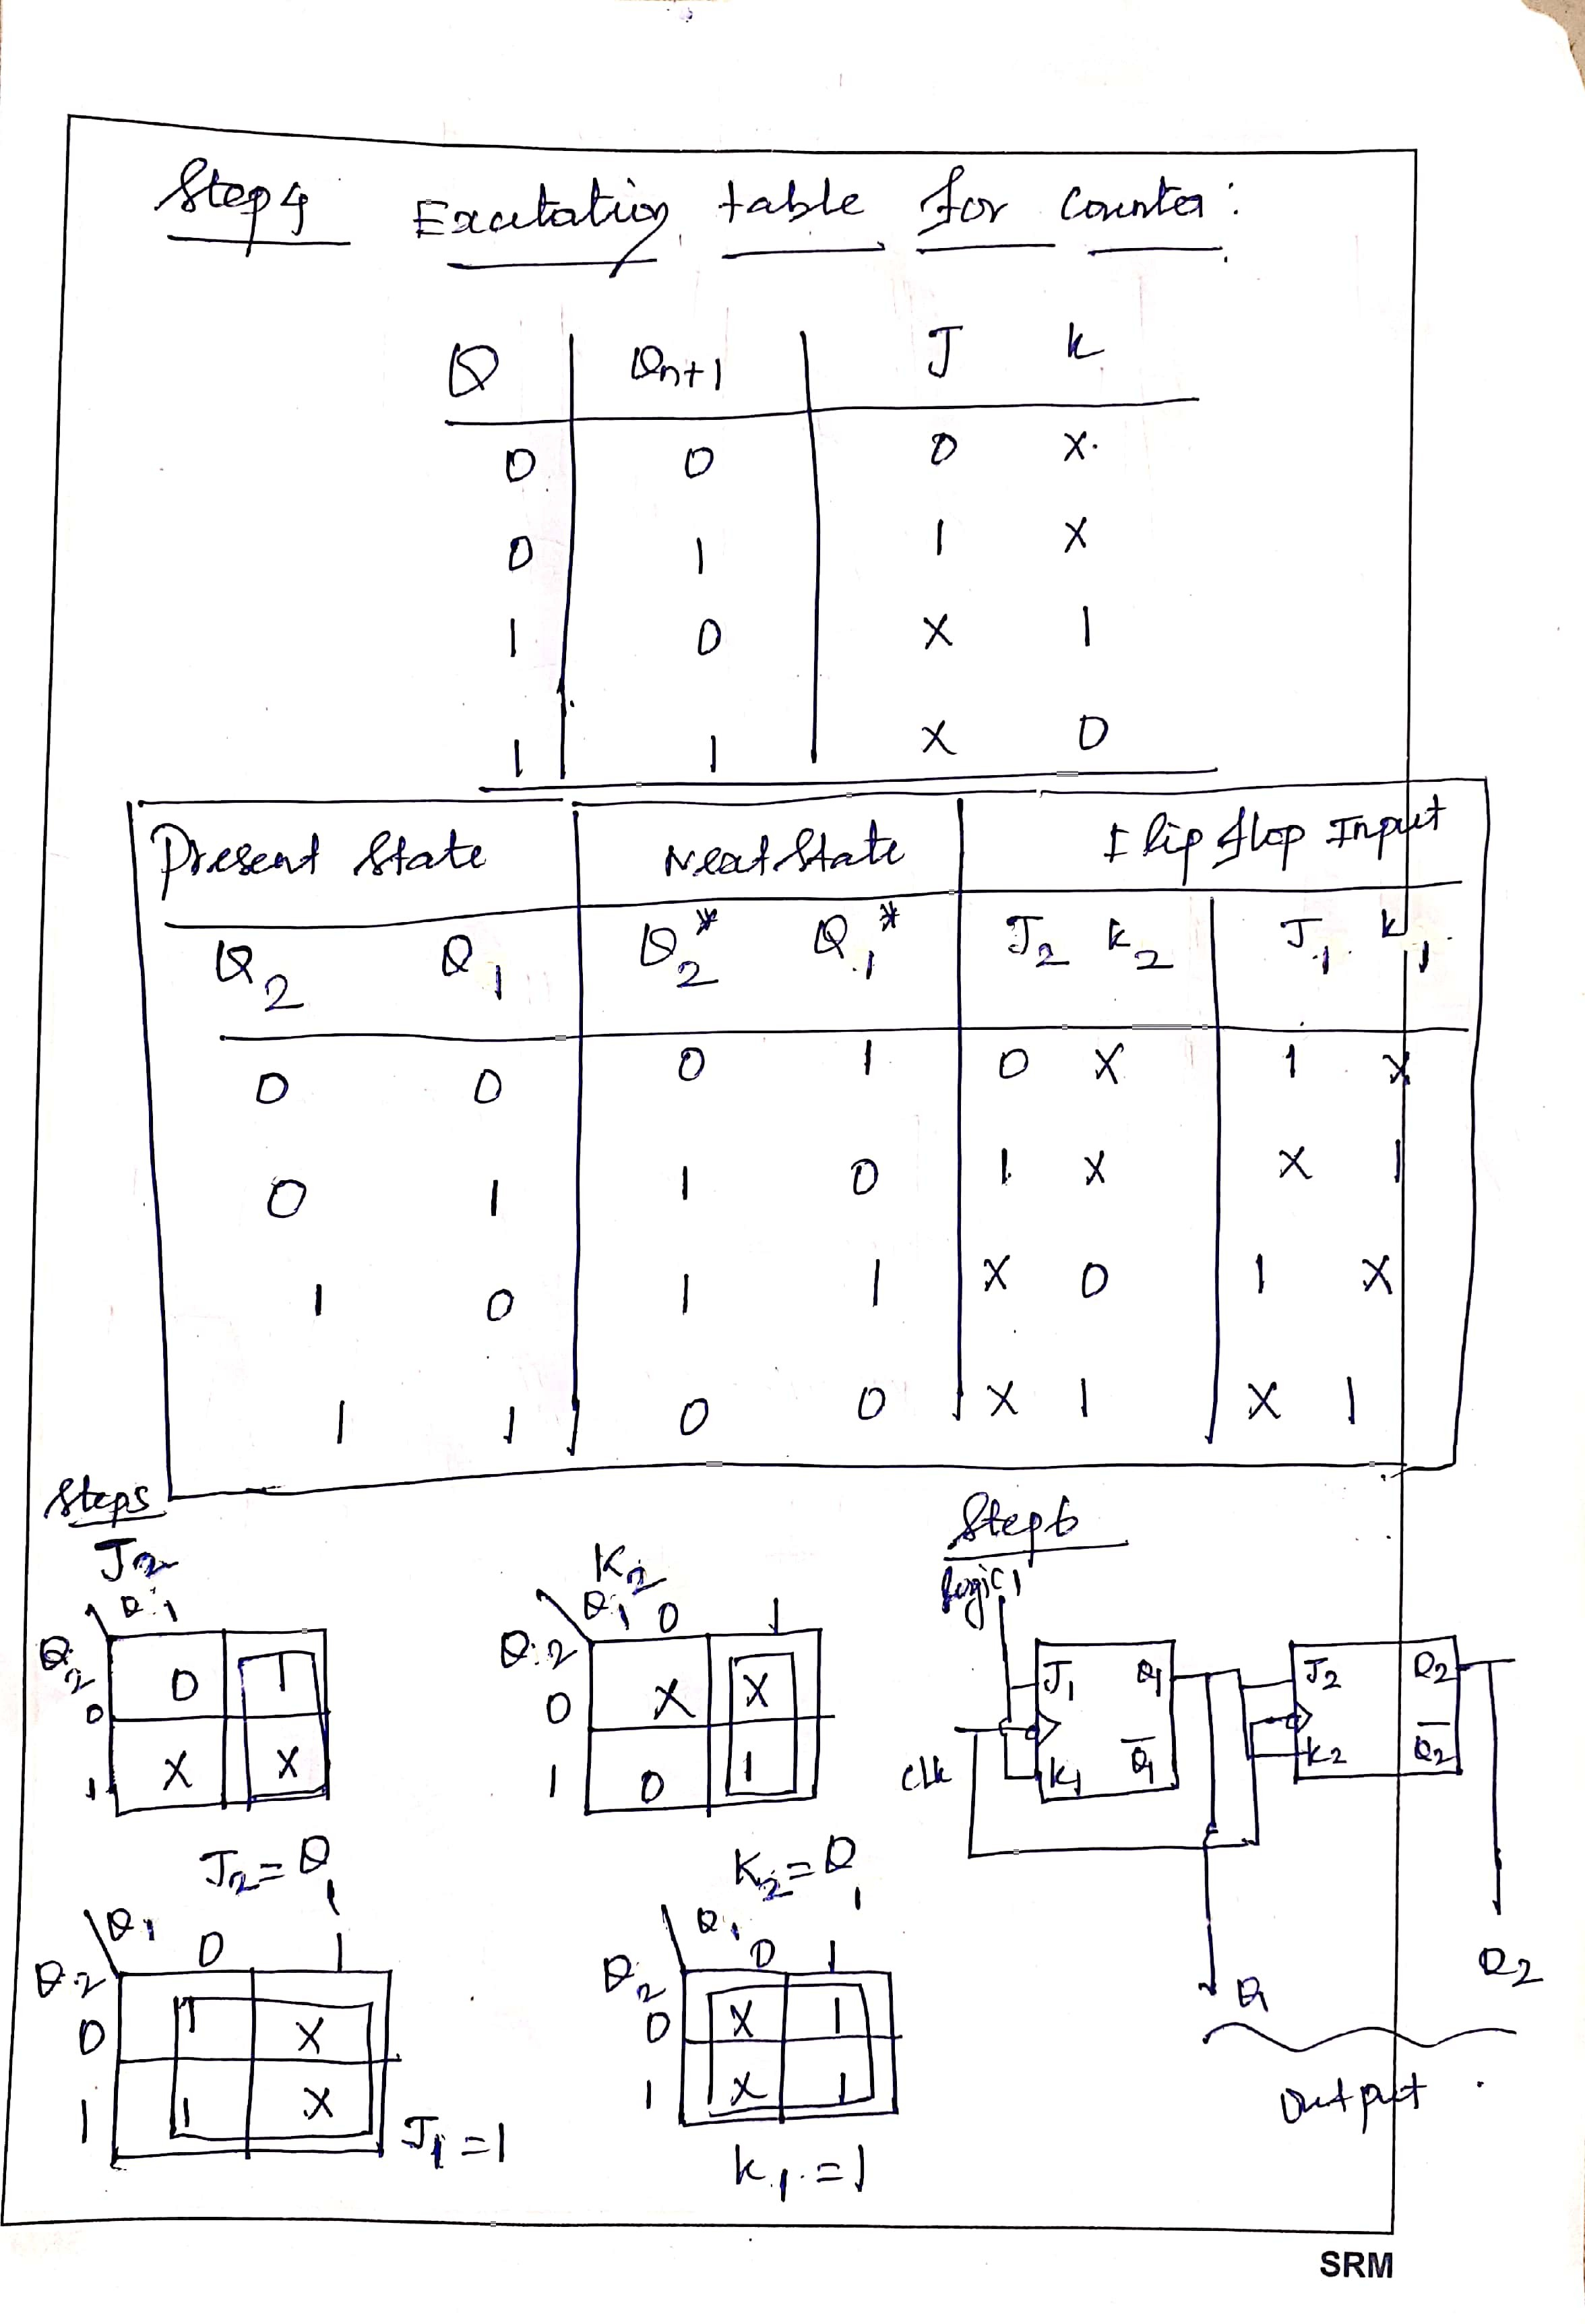 Step 4 Excitation table for Counter:
Q Qn+1 J K
0 0 0 X
0 1 1 X
1 0 X 1
1 1 X 0
Present State Next State Flip flop Input
Q2 Q1 Q2* Q1* J2 K2 J1 K1
0 0 0 1 0 X 1 X
0 1 1 0 1 X X 1
1 0 1 1 X 0 1 X
1 1 0 0 X 1 X 1
Step5
J2
Q1
Q2
0 0 1
1 X X
J2 = Q1
K2
Q1 0 1
Q2
0 X X
1 0 1
K2 = Q1
Q1 0 1
Q2
0 1 X
1 1 X
J1 = 1
Q1 0 1
Q2
0 X 1
1 X 1
K1 = 1
Step 6
logic 1
J1 Q1 J2 Q2
clk K1 Q̅1 K2 Q̅2
Q1 Q2
Output
SRM